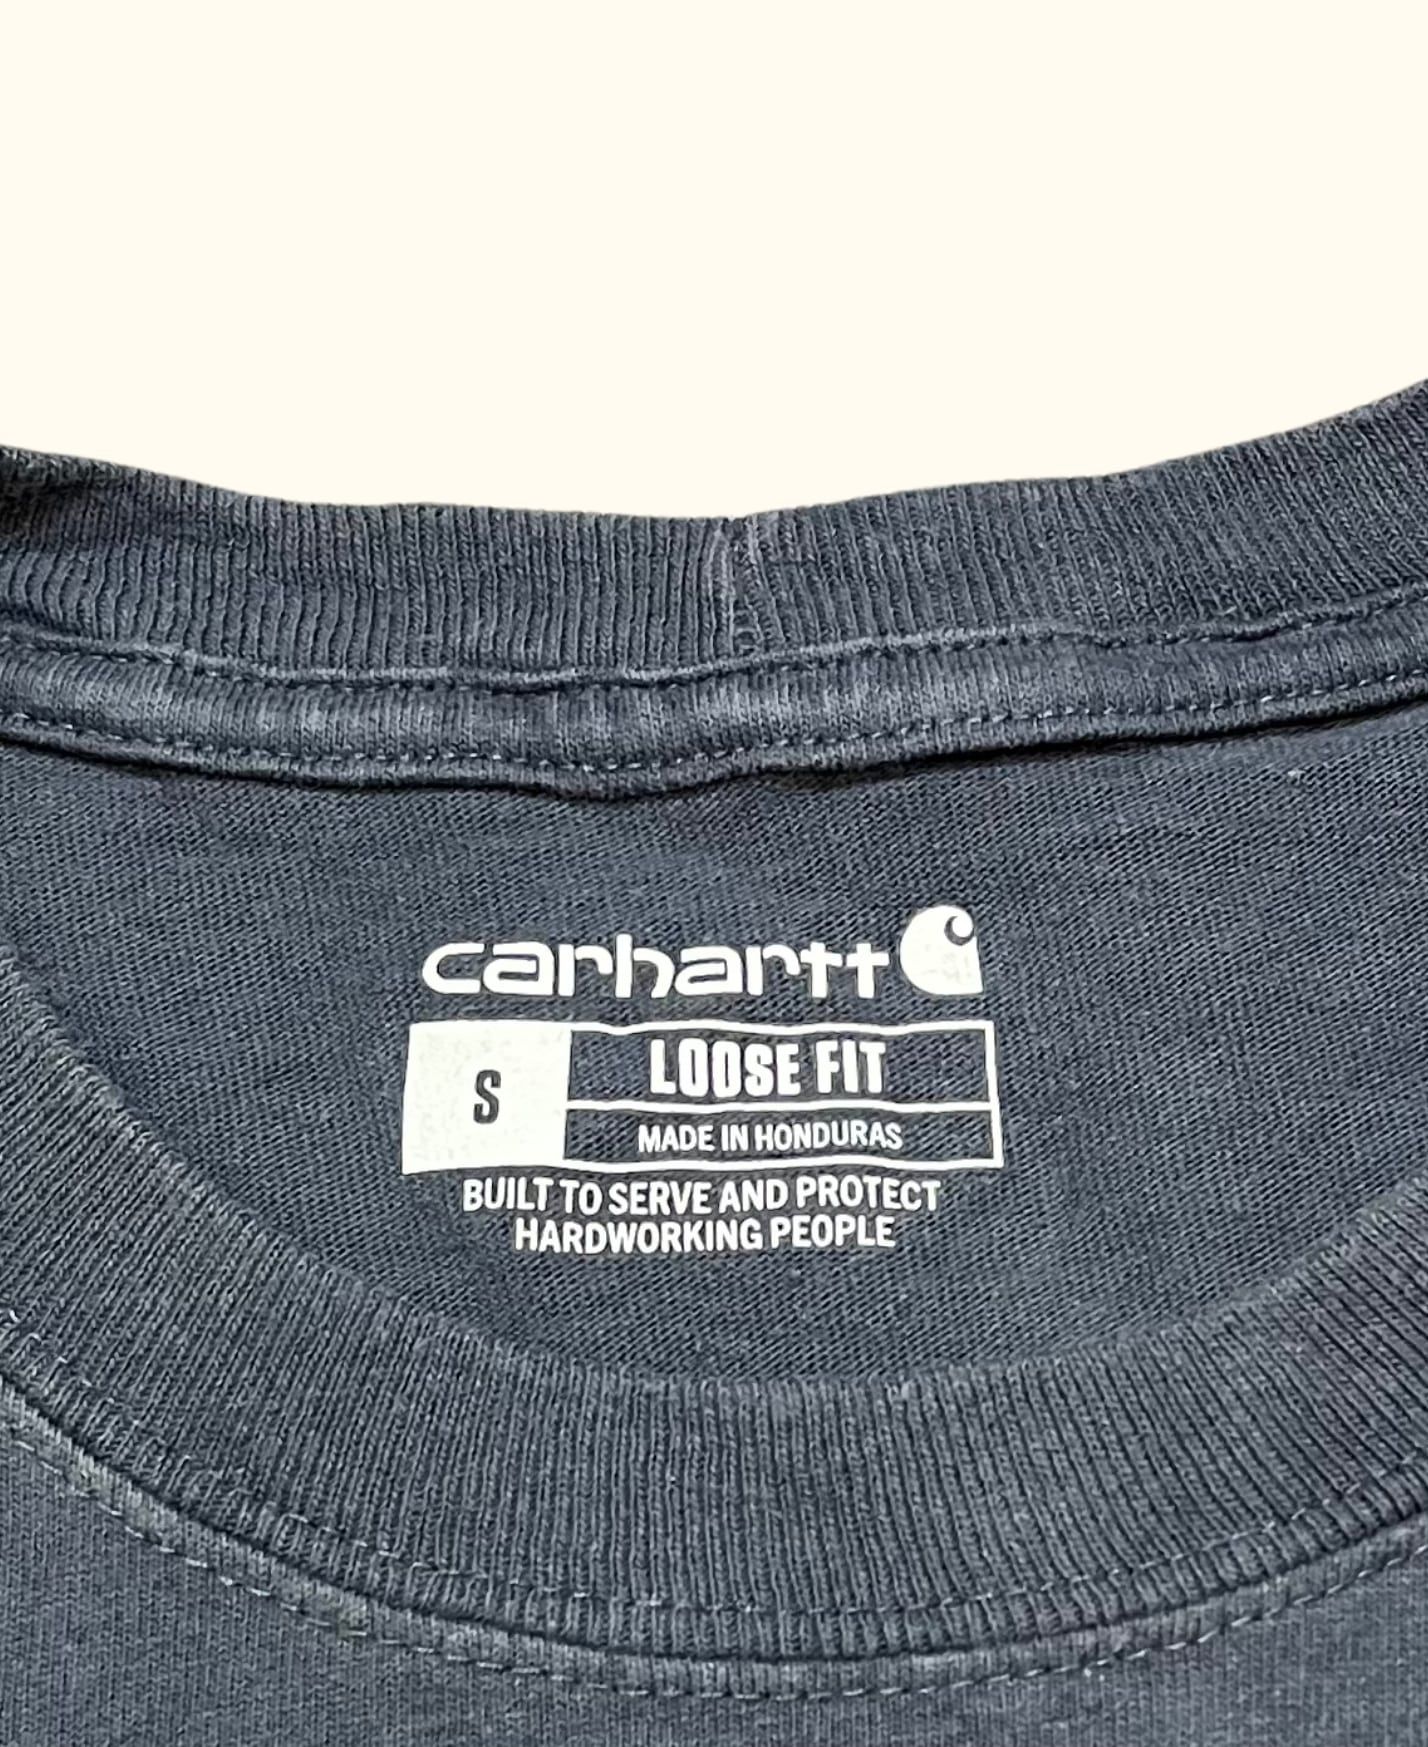 carhartt
S
LOOSE FIT
MADE IN HONDURAS
BUILT TO SERVE AND PROTECT
HARDWORKING PEOPLE